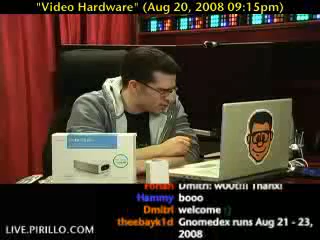 "Video Hardware" (Aug 20, 2008 09:15pm)
Dmitri: w00t!!! Thanx!
Hammy booo
Dmitri welcome :)
theebayk1d Gnomedex runs Aug 21 - 23, 2008
LIVE.PIRILLO.COM